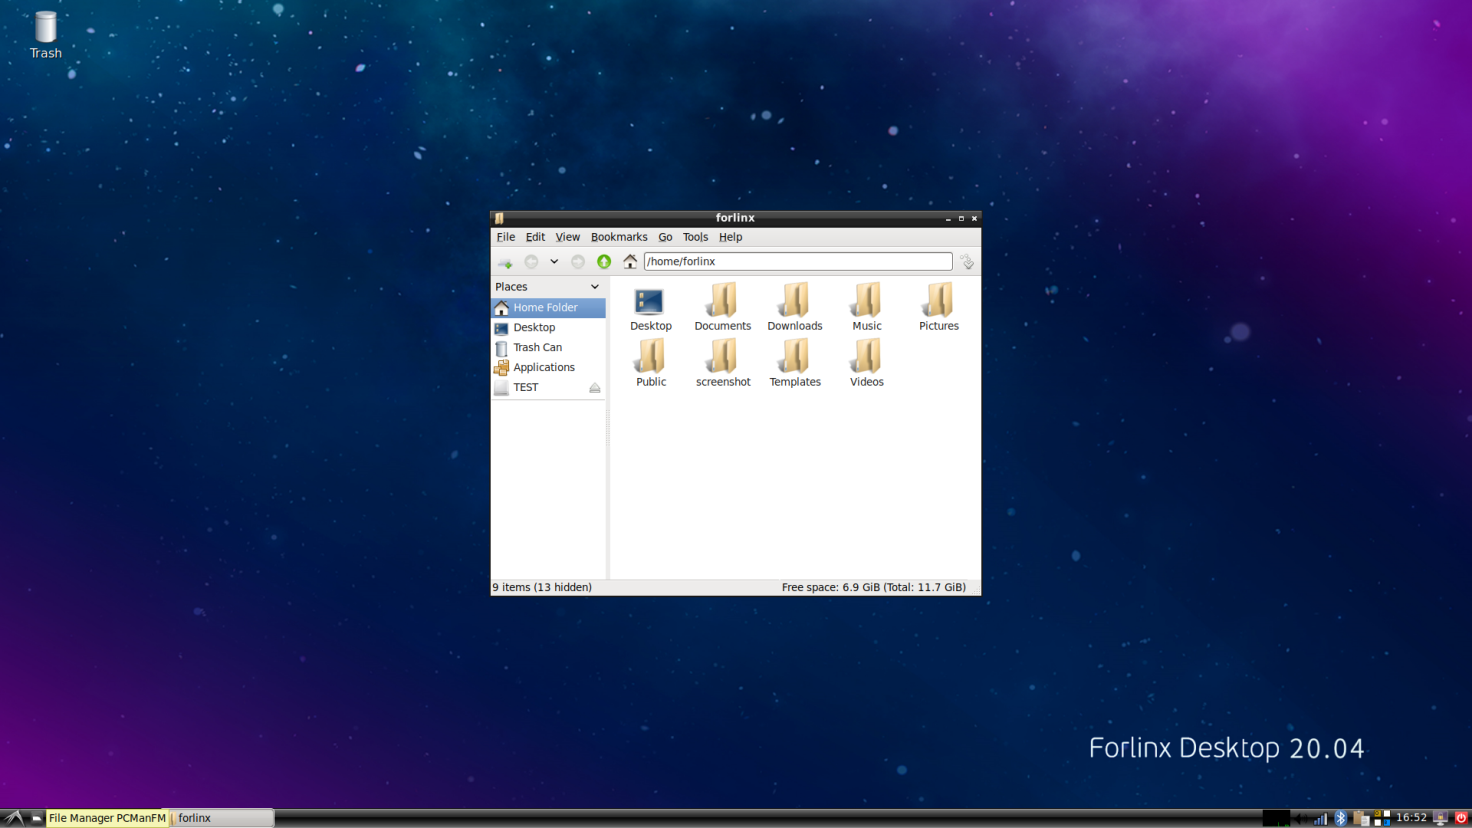 Trash
forlinx
File Edit View Bookmarks Go Tools Help
/home/forlinx
Places
Home Folder
Desktop
Trash Can
Applications
TEST
Desktop Documents Downloads Music Pictures
Public screenshot Templates Videos
9 items (13 hidden) Free space: 6.9 GiB (Total: 11.7 GiB)
Forlinx Desktop 20.04
File Manager PCManFM forlinx 16:52